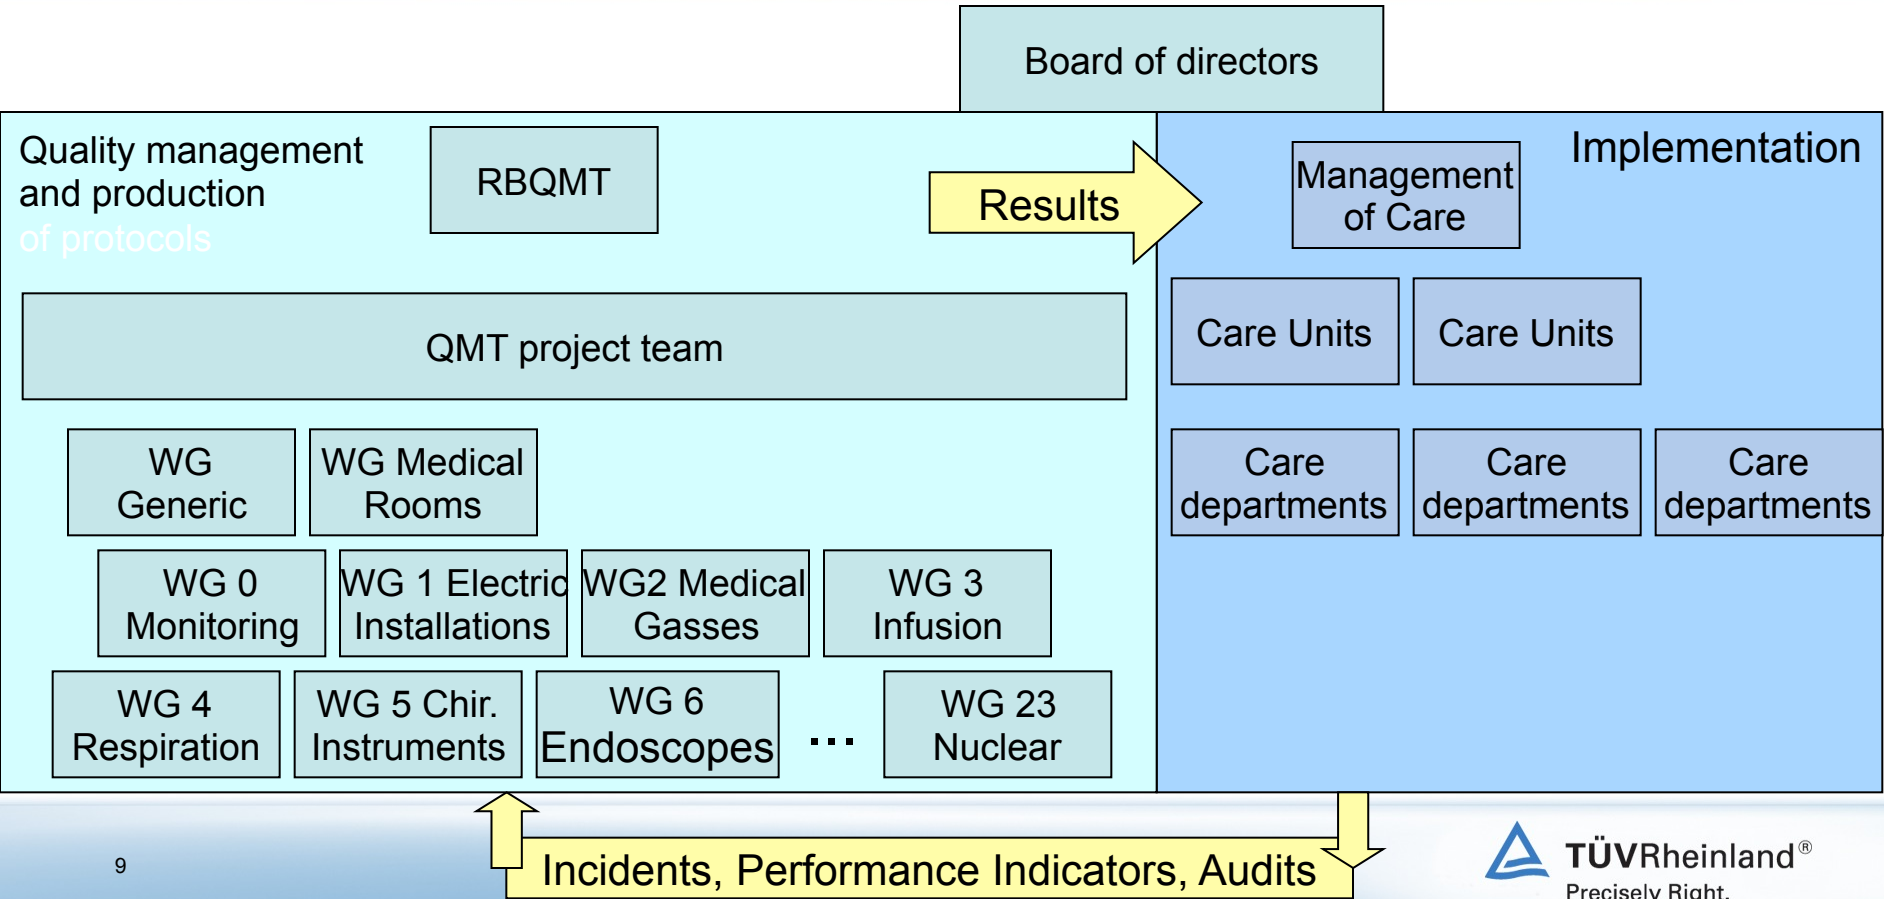 Board of directors
Quality management
and production
of protocols
RBQMT
Results
Management
of Care
Implementation
QMT project team
Care Units
Care Units
WG
Generic
WG Medical
Rooms
Care
departments
Care
departments
Care
departments
WG 0
Monitoring
WG 1 Electric
Installations
WG2 Medical
Gasses
WG 3
Infusion
WG 4
Respiration
WG 5 Chir.
Instruments
WG 6
Endoscopes
...
WG 23
Nuclear
Incidents, Performance Indicators, Audits
9
TÜVRheinland®
Precisely Right.